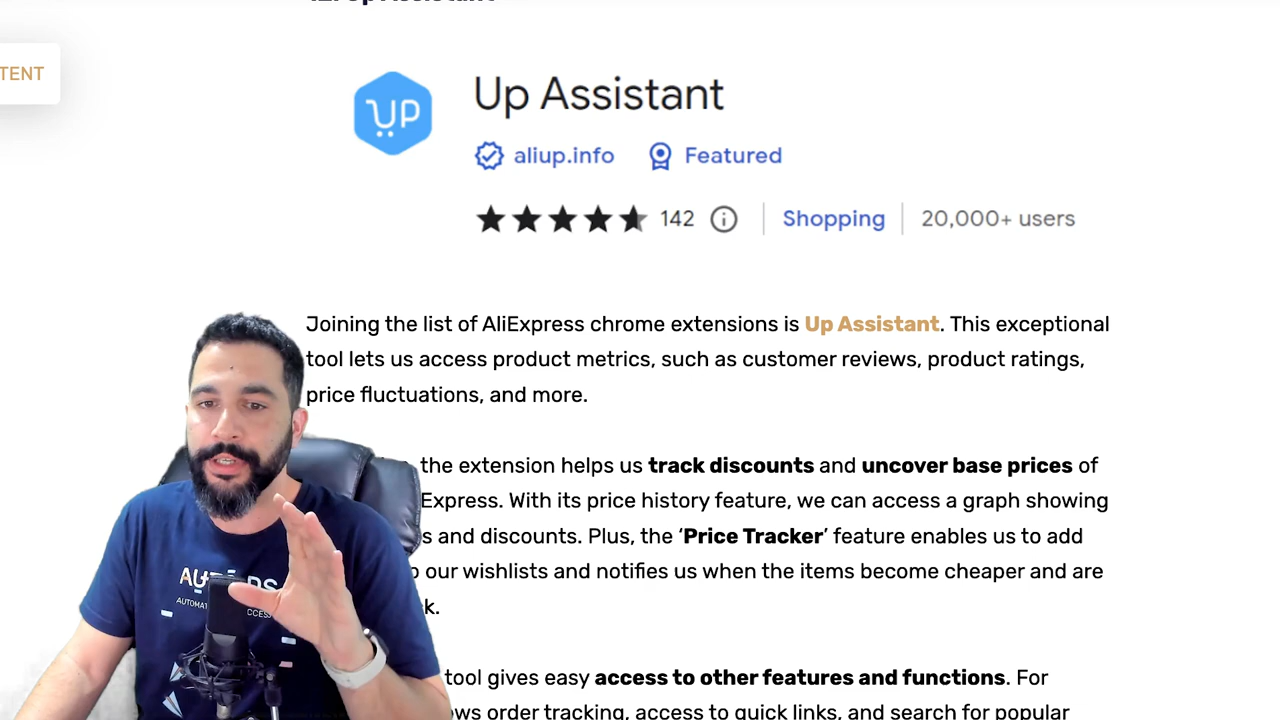 TENT
UP
Up Assistant
aliup.info Featured
142 Shopping 20,000+ users
Joining the list of AliExpress chrome extensions is Up Assistant. This exceptional
tool lets us access product metrics, such as customer reviews, product ratings,
price fluctuations, and more.
the extension helps us track discounts and uncover base prices of
Express. With its price history feature, we can access a graph showing
s and discounts. Plus, the ‘Price Tracker’ feature enables us to add
our wishlists and notifies us when the items become cheaper and are
k.
tool gives easy access to other features and functions. For
ows order tracking, access to quick links, and search for popular